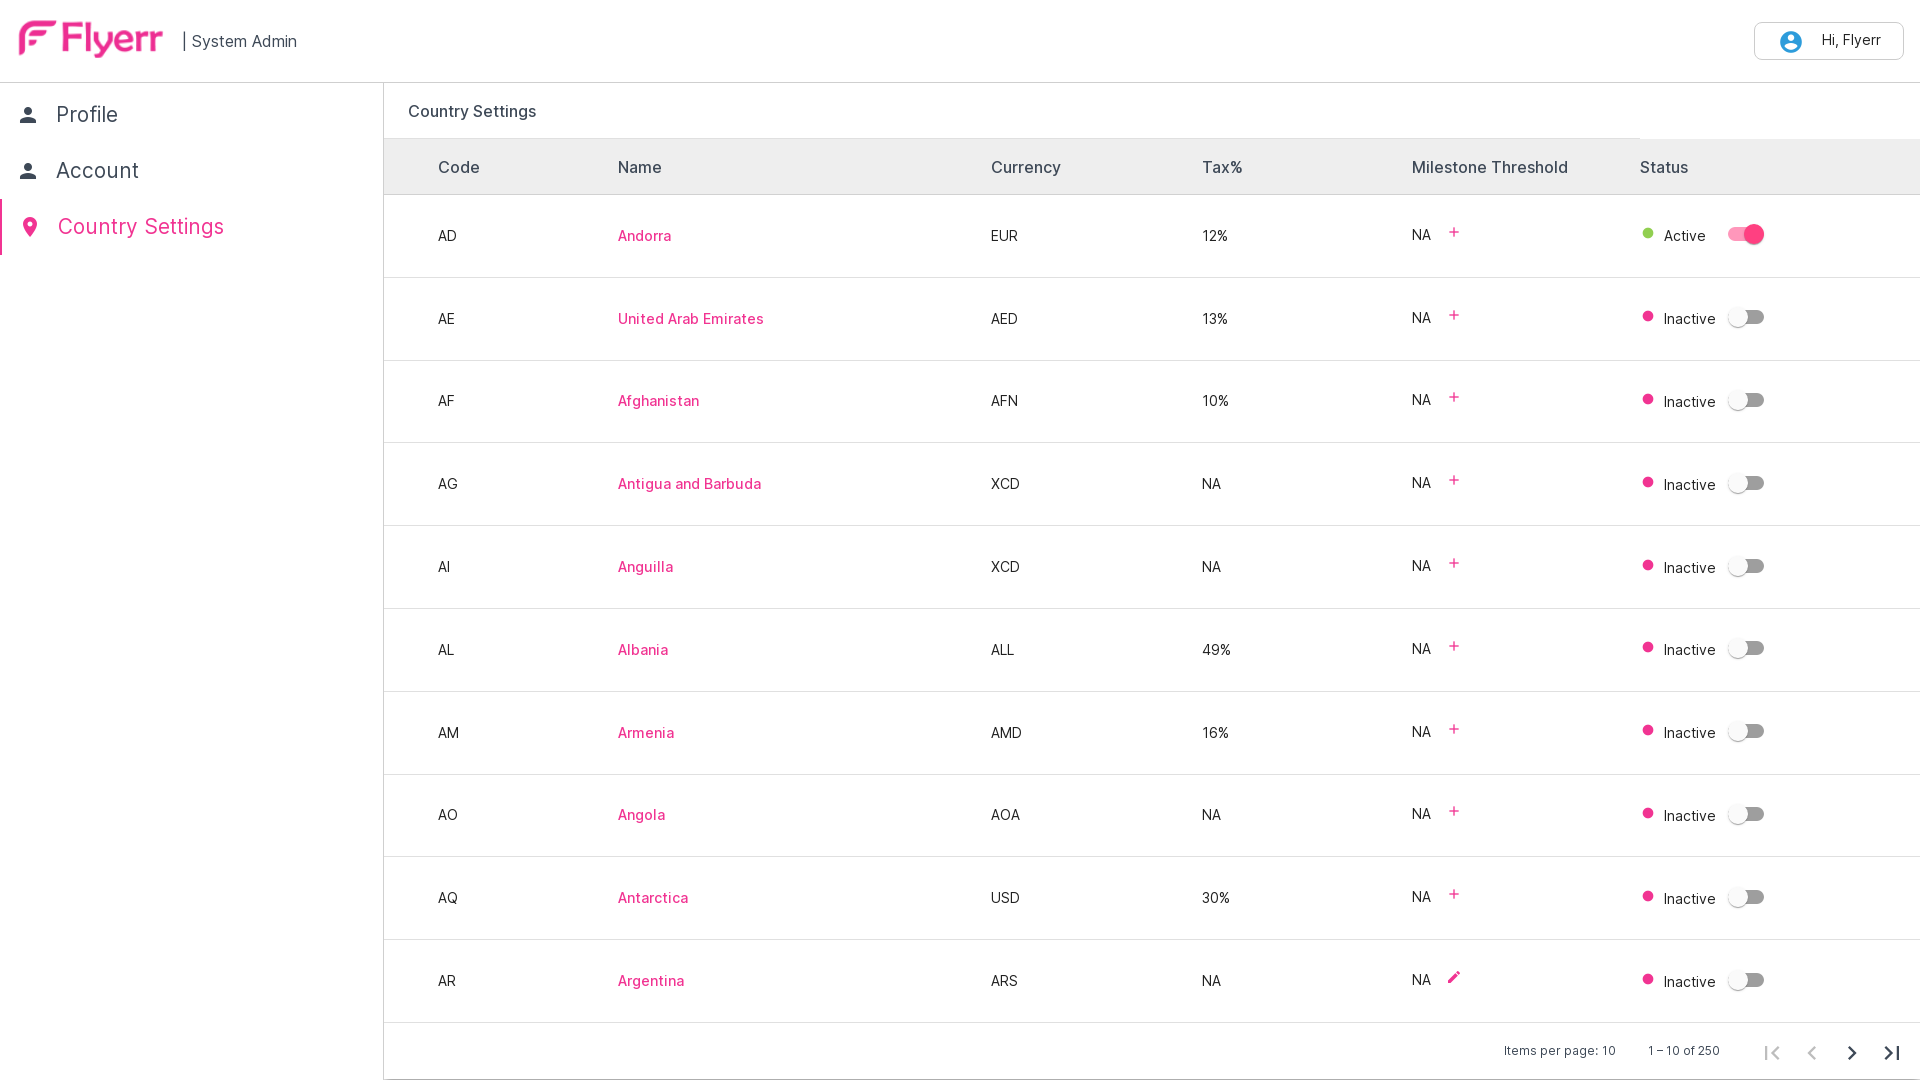 Flyerr | System Admin
Hi, Flyerr
Profile
Account
Country Settings
Country Settings
Code Name Currency Tax% Milestone Threshold Status
AD Andorra EUR 12% NA + Active
AE United Arab Emirates AED 13% NA + Inactive
AF Afghanistan AFN 10% NA + Inactive
AG Antigua and Barbuda XCD NA NA + Inactive
AI Anguilla XCD NA NA + Inactive
AL Albania ALL 49% NA + Inactive
AM Armenia AMD 16% NA + Inactive
AO Angola AOA NA NA + Inactive
AQ Antarctica USD 30% NA + Inactive
AR Argentina ARS NA NA Inactive
Items per page: 10 1 – 10 of 250